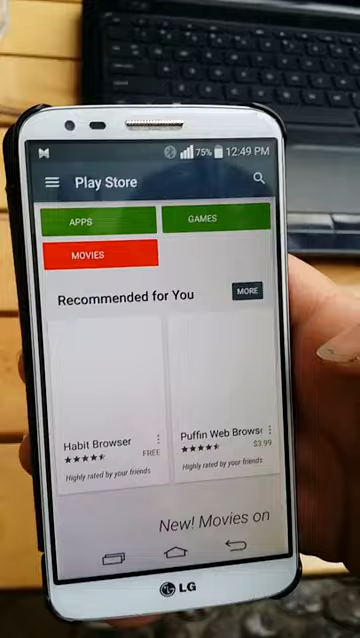 75% 12:49 PM
Play Store
APPS
GAMES
MOVIES
Recommended for You
MORE
Habit Browser
FREE
Highly rated by your friends
Puffin Web Brows
$3.99
Highly rated by your friends
New! Movies on
LG